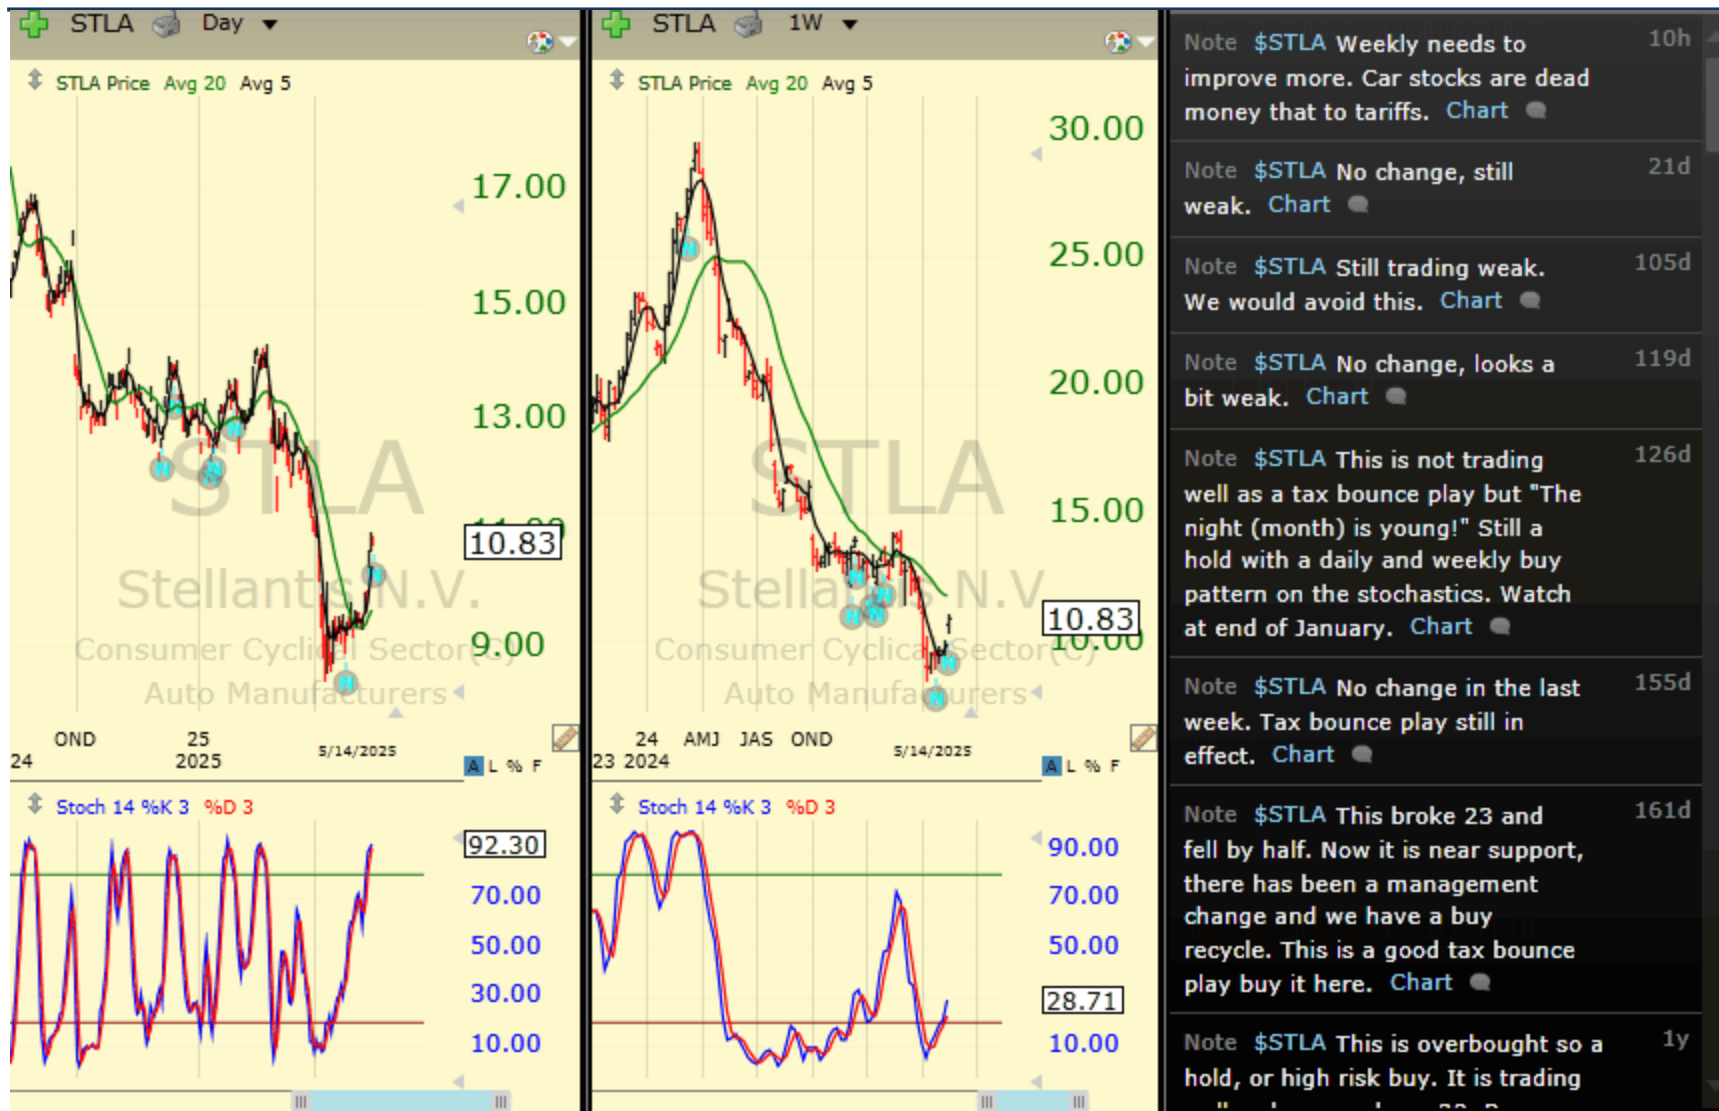 STLA Day
STLA Price Avg 20 Avg 5
17.00
15.00
13.00
11.00
10.83
9.00
STLA
Stellantis N.V.
Consumer Cyclical Sector(C)
Auto Manufacturers
OND 25
24 2025 5/14/2025
A L % F
Stoch 14 %K 3 %D 3
92.30
70.00
50.00
30.00
10.00
STLA 1W
STLA Price Avg 20 Avg 5
30.00
25.00
20.00
15.00
10.83
10.00
STLA
Stellantis N.V.
Consumer Cyclical Sector(C)
Auto Manufacturers
24 AMJ JAS OND
23 2024 5/14/2025
A L % F
Stoch 14 %K 3 %D 3
90.00
70.00
50.00
28.71
10.00
Note $STLA Weekly needs to 10h
improve more. Car stocks are dead
money that to tariffs. Chart
Note $STLA No change, still 21d
weak. Chart
Note $STLA Still trading weak. 105d
We would avoid this. Chart
Note $STLA No change, looks a 119d
bit weak. Chart
Note $STLA This is not trading 126d
well as a tax bounce play but "The
night (month) is young!" Still a
hold with a daily and weekly buy
pattern on the stochastics. Watch
at end of January. Chart
Note $STLA No change in the last 155d
week. Tax bounce play still in
effect. Chart
Note $STLA This broke 23 and 161d
fell by half. Now it is near support,
there has been a management
change and we have a buy
recycle. This is a good tax bounce
play buy it here. Chart
Note $STLA This is overbought so a 1y
hold, or high risk buy. It is trading